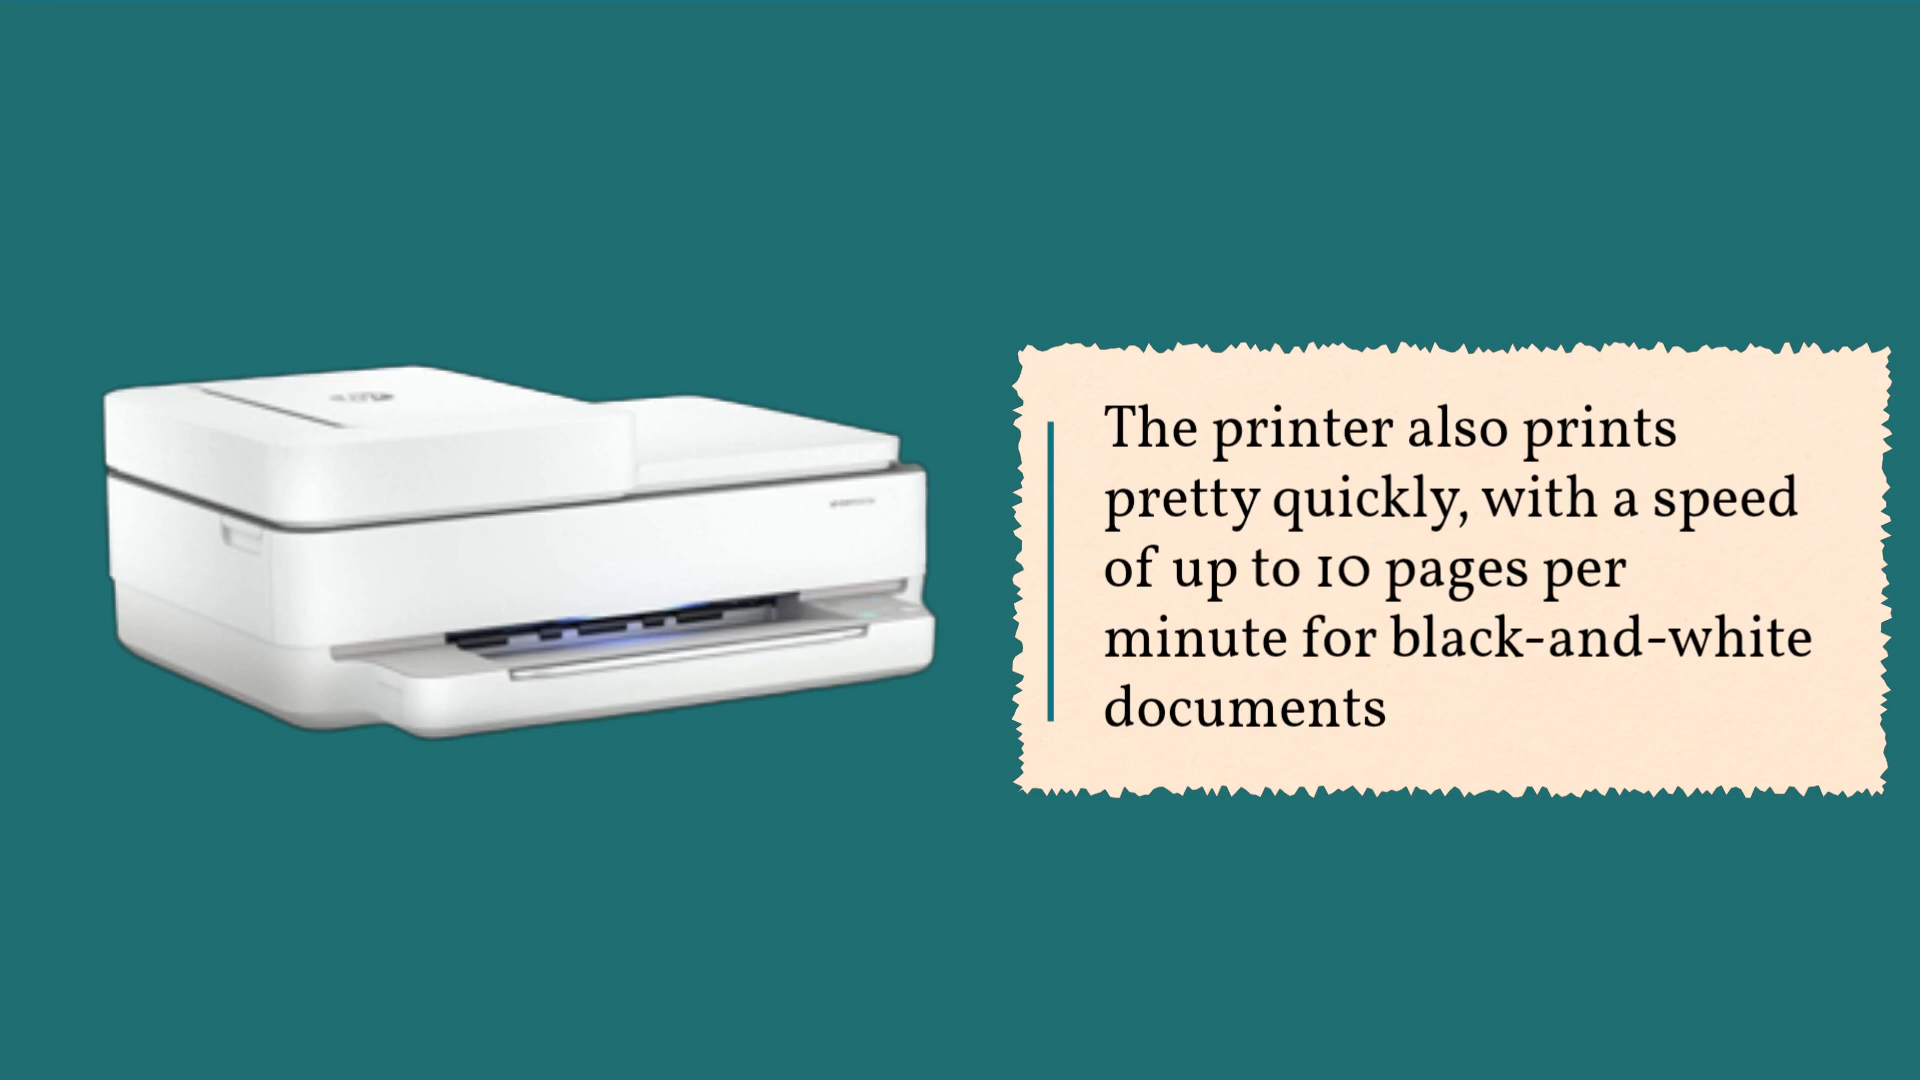 The printer also prints
pretty quickly, with a speed
of up to 10 pages per
minute for black-and-white
documents